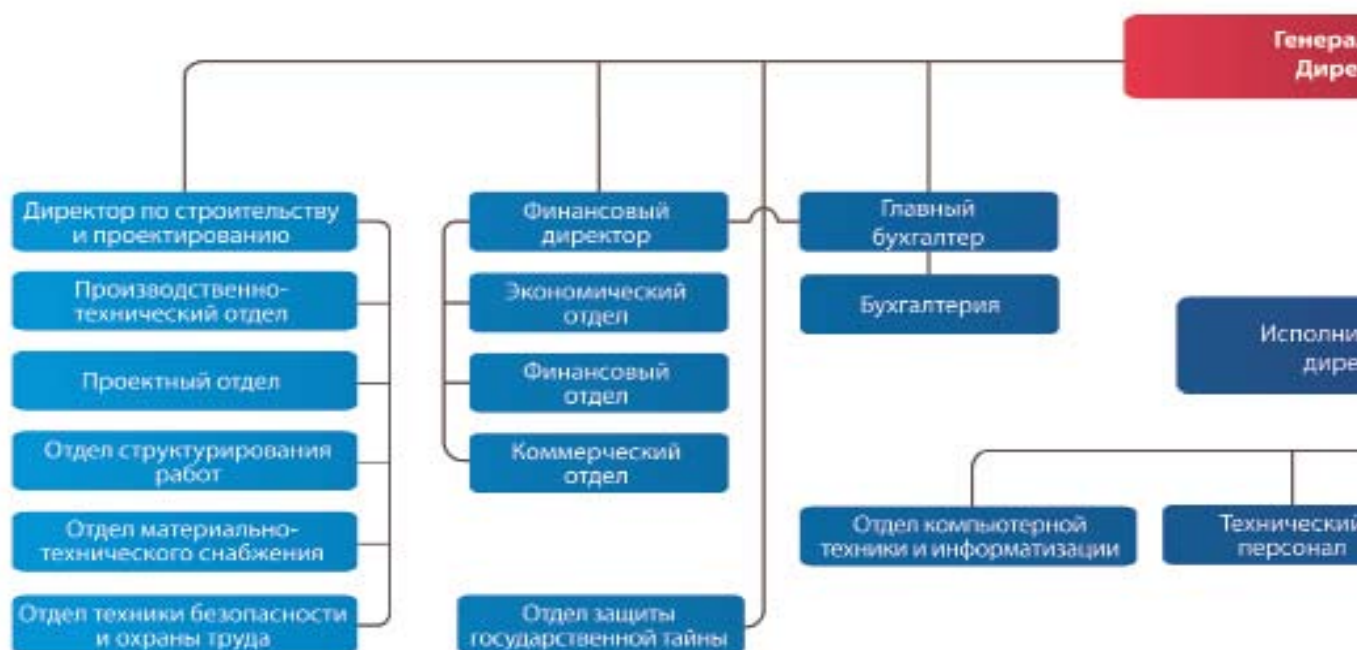 Генера
Дире
Директор по строительству
и проектированию
Производственно-
технический отдел
Проектный отдел
Отдел структурирования
работ
Отдел материально-
технического снабжения
Отдел техники безопасности
и охраны труда
Финансовый
директор
Экономический
отдел
Финансовый
отдел
Коммерческий
отдел
Отдел защиты
государственной тайны
Главный
бухгалтер
Бухгалтерия
Исполни
дире
Отдел компьютерной
техники и информатизации
Технический
персонал